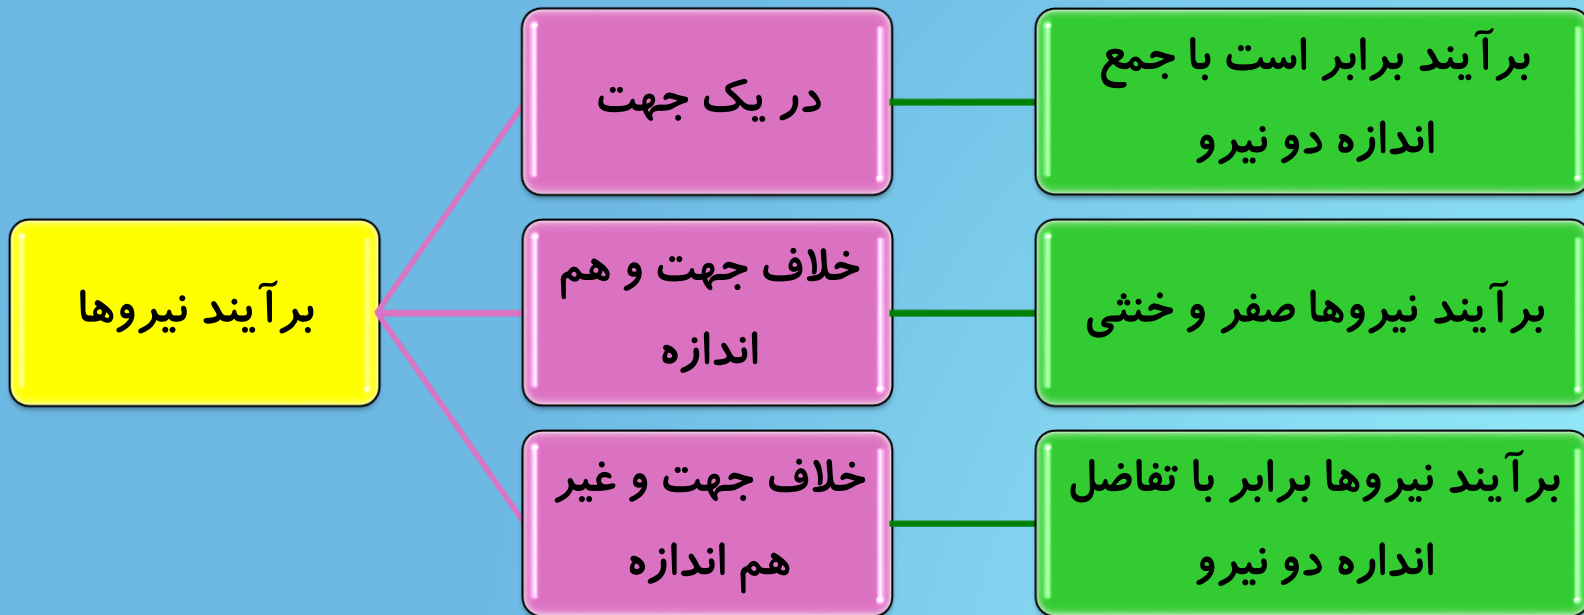 برآیند نیروها
در یک جهت
برآیند برابر است با جمع
اندازه دو نیرو
خلاف جهت و هم
اندازه
برآیند نیروها صفر و خنثی
خلاف جهت و غیر
هم اندازه
برآیند نیروها برابر با تفاضل
انداره دو نیرو